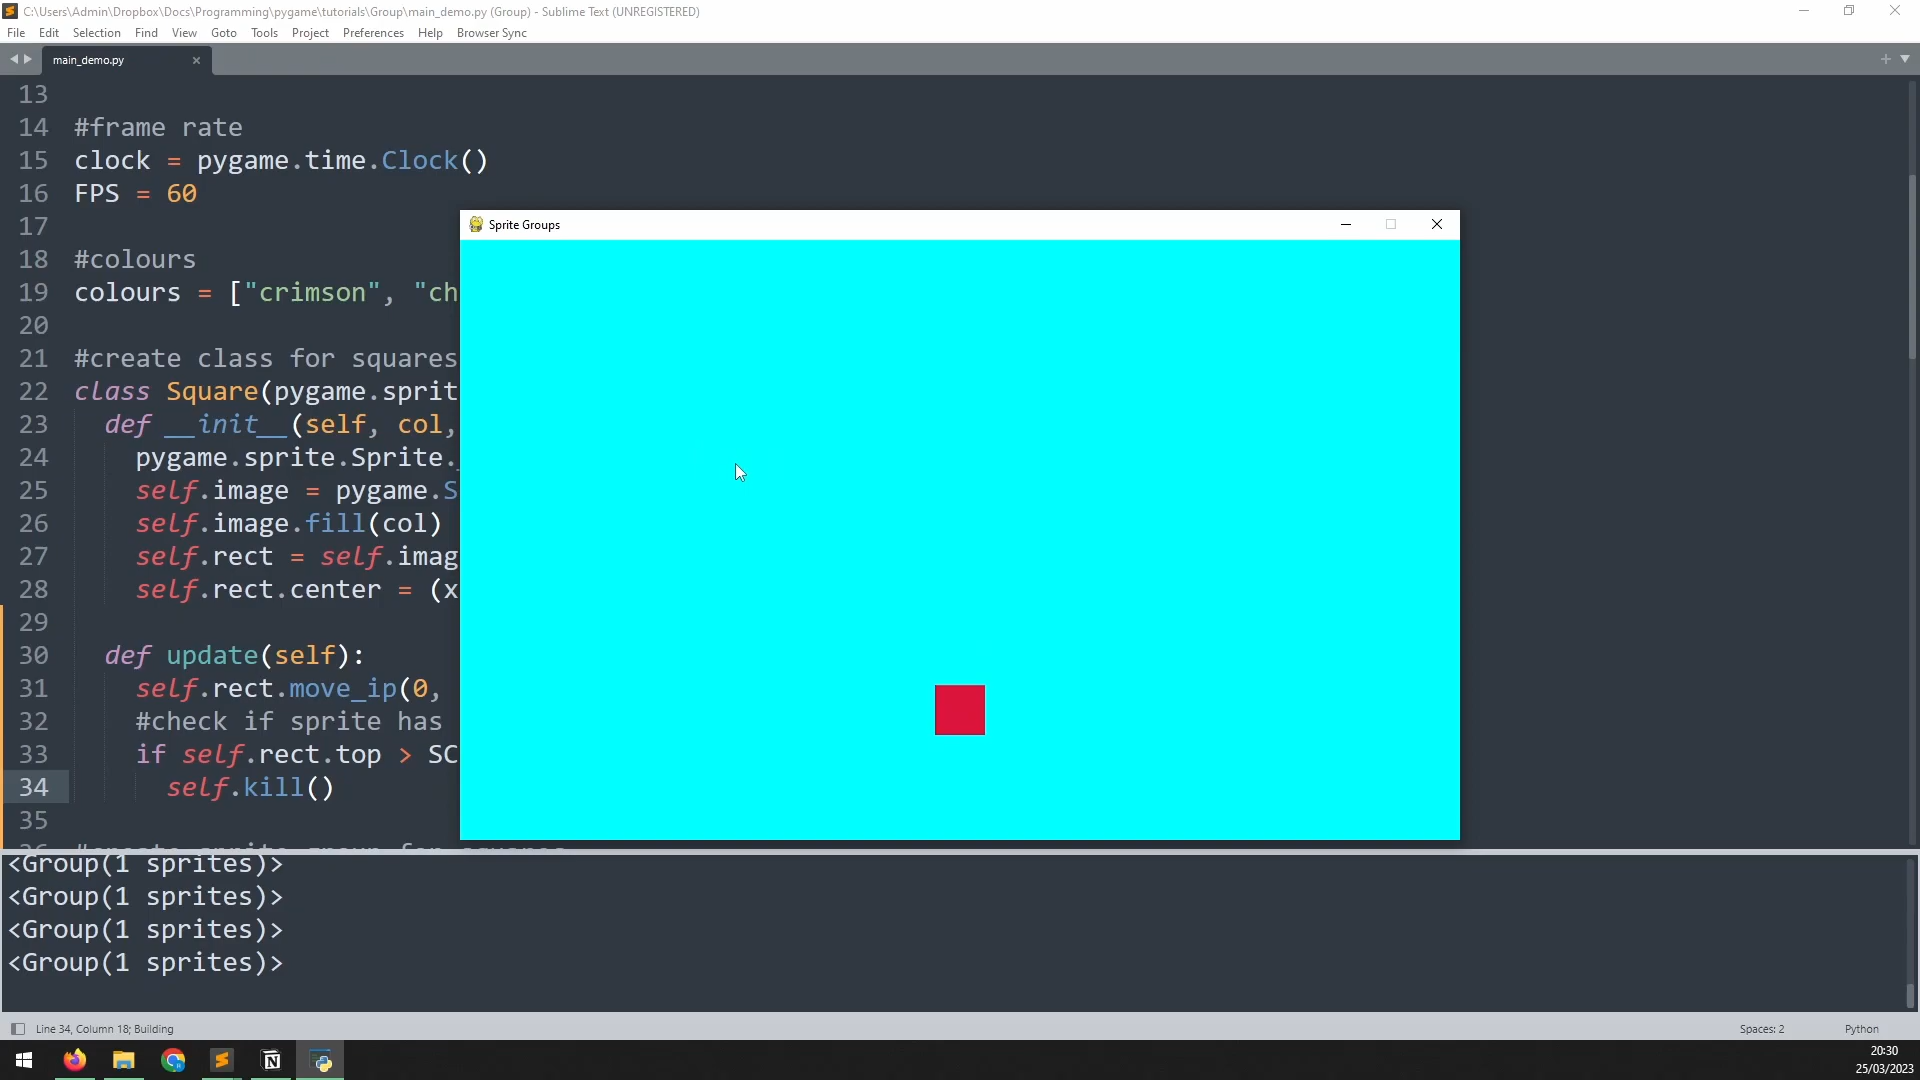 C:\Users\Admin\Dropbox\Docs\Programming\pygame\tutorials\Group\main_demo.py (Group) - Sublime Text (UNREGISTERED)
File Edit Selection Find View Goto Tools Project Preferences Help Browser Sync
main_demo.py
13
14 #frame rate
15 clock = pygame.time.Clock()
16 FPS = 60
17
18 #colours
19 colours = ["crimson", "ch
20
21 #create class for squares
22 class Square(pygame.sprit
23 def __init__(self, col,
24 pygame.sprite.Sprite._
25 self.image = pygame.S
26 self.image.fill(col)
27 self.rect = self.imag
28 self.rect.center = (x
29
30 def update(self):
31 self.rect.move_ip(0,
32 #check if sprite has
33 if self.rect.top > SC
34 self.kill()
35
36 #create sprite group for squares
Sprite Groups
<Group(1 sprites)>
<Group(1 sprites)>
<Group(1 sprites)>
<Group(1 sprites)>
Line 34, Column 18; Building
Spaces: 2
Python
20:30
25/03/2023